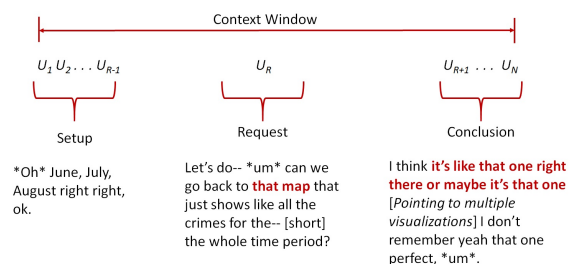 Context Window
U1 U2 . . . UR-1
UR
UR+1 . . . UN
Setup
Request
Conclusion
*Oh* June, July,
August right right,
ok.
Let's do-- *um* can we
go back to that map that
just shows like all the
crimes for the-- [short]
the whole time period?
I think it's like that one right
there or maybe it's that one
[Pointing to multiple
visualizations] I don't
remember yeah that one
perfect, *um*.